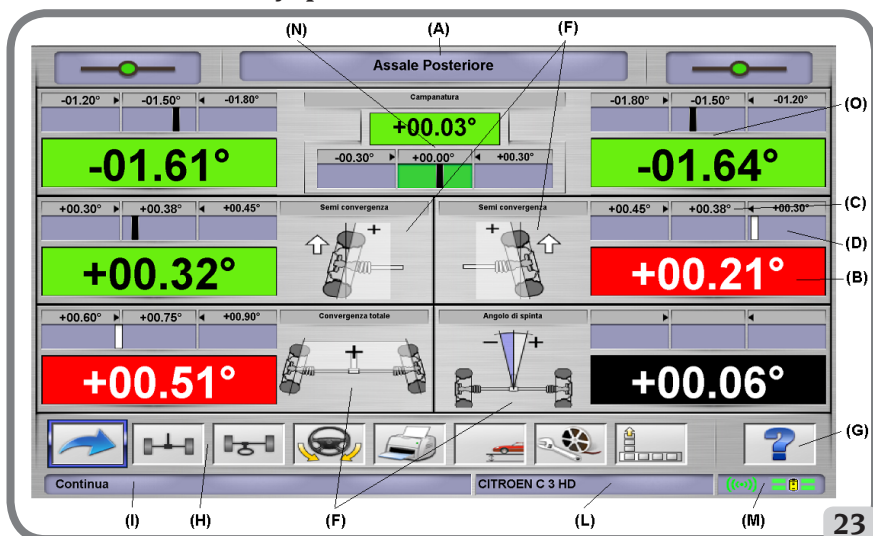 (N) (A) (F)
Assale Posteriore
-01.20° -01.50° -01.80°
Campanatura
-01.80° -01.50° -01.20°
(O)
+00.03°
-01.61°
-00.30° +00.00° +00.30°
-01.64°
+00.30° +00.38° +00.45°
Semi convergenza
Semi convergenza
+00.45° +00.38° +00.30°
(C)
+
+
(D)
+00.32°
+00.21°
(B)
+00.60° +00.75° +00.90°
Convergenza totale
Angolo di spinta
+
- +
+00.51°
+00.06°
?
(G)
Continua
CITROEN C 3 HD
(I) (H) (F) (L) (M)
23